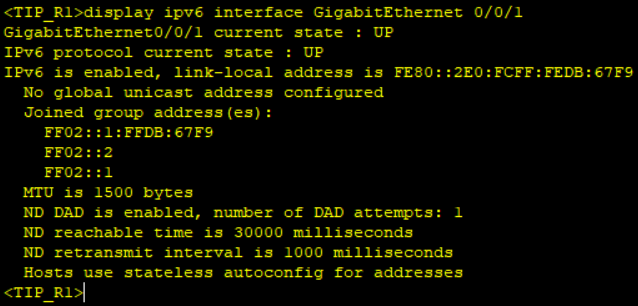 <TIP_R1>display ipv6 interface GigabitEthernet 0/0/1
GigabitEthernet0/0/1 current state : UP
IPv6 protocol current state : UP
IPv6 is enabled, link-local address is FE80::2E0:FCFF:FEDB:67F9
  No global unicast address configured
  Joined group address(es):
    FF02::1:FFDB:67F9
    FF02::2
    FF02::1
  MTU is 1500 bytes
  ND DAD is enabled, number of DAD attempts: 1
  ND reachable time is 30000 milliseconds
  ND retransmit interval is 1000 milliseconds
  Hosts use stateless autoconfig for addresses
<TIP_R1>